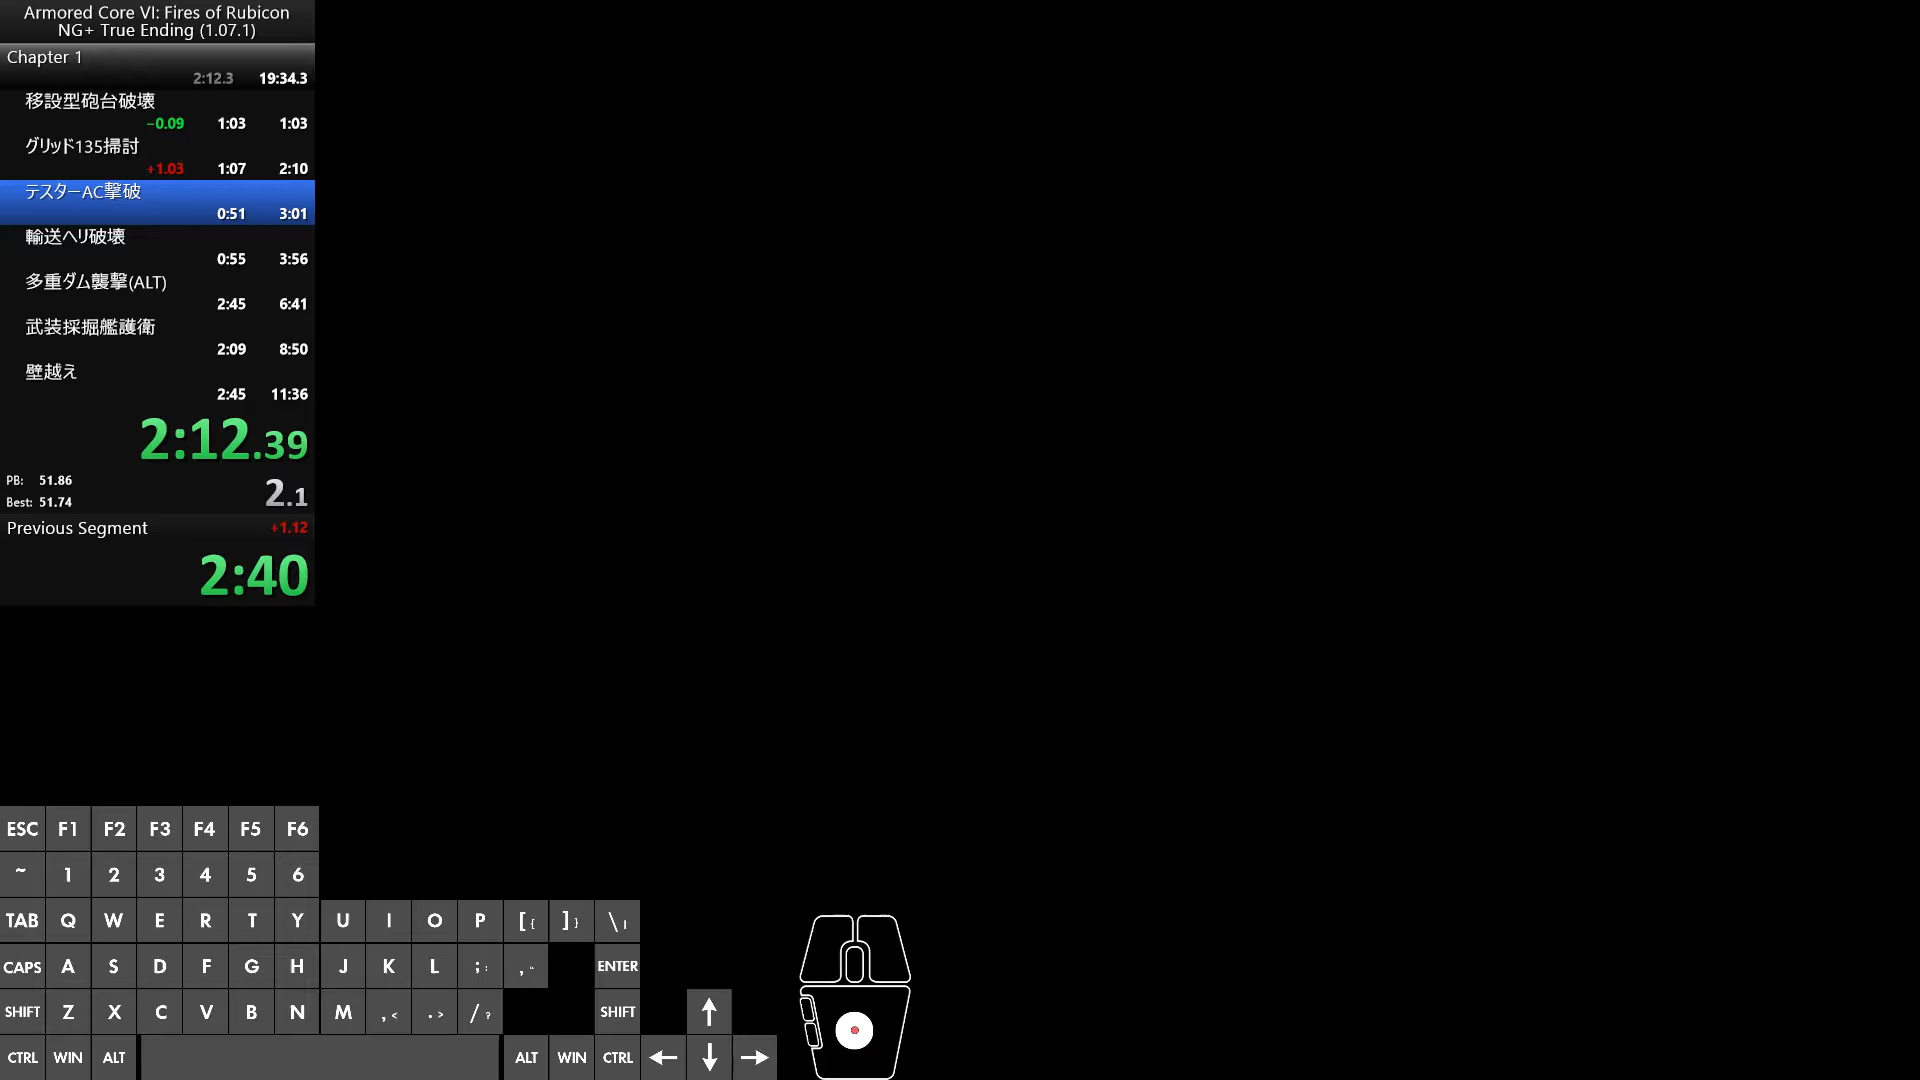 Armored Core VI: Fires of Rubicon
NG+ True Ending (1.07.1)
Chapter 1
2:12.3 19:34.3
移設型砲台破壊
−0.09 1:03 1:03
グリッド135掃討
+1.03 1:07 2:10
テスターAC撃破
0:51 3:01
輸送ヘリ破壊
0:55 3:56
多重ダム襲撃(ALT)
2:45 6:41
武装採掘艦護衛
2:09 8:50
壁越え
2:45 11:36
2:12.39
PB: 51.86
2.1
Best: 51.74
Previous Segment +1.12
2:40
ESC F1 F2 F3 F4 F5 F6
~ 1 2 3 4 5 6
TAB Q W E R T Y U I O P [ { ] } \ |
CAPS A S D F G H J K L ; : , " ENTER
SHIFT Z X C V B N M , < . > / ? SHIFT ↑
CTRL WIN ALT ALT WIN CTRL ← ↓ →